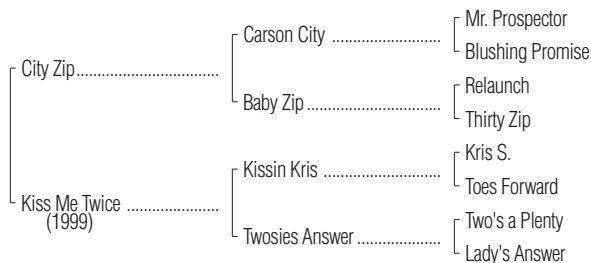 Mr. Prospector
Carson City ....................
Blushing Promise
City Zip..........................
Relaunch
Baby Zip.........................
Thirty Zip
Kris S.
Kissin Kris ......................
Toes Forward
Kiss Me Twice .................
(1999)
Two's a Plenty
Twosies Answer ...............
Lady's Answer